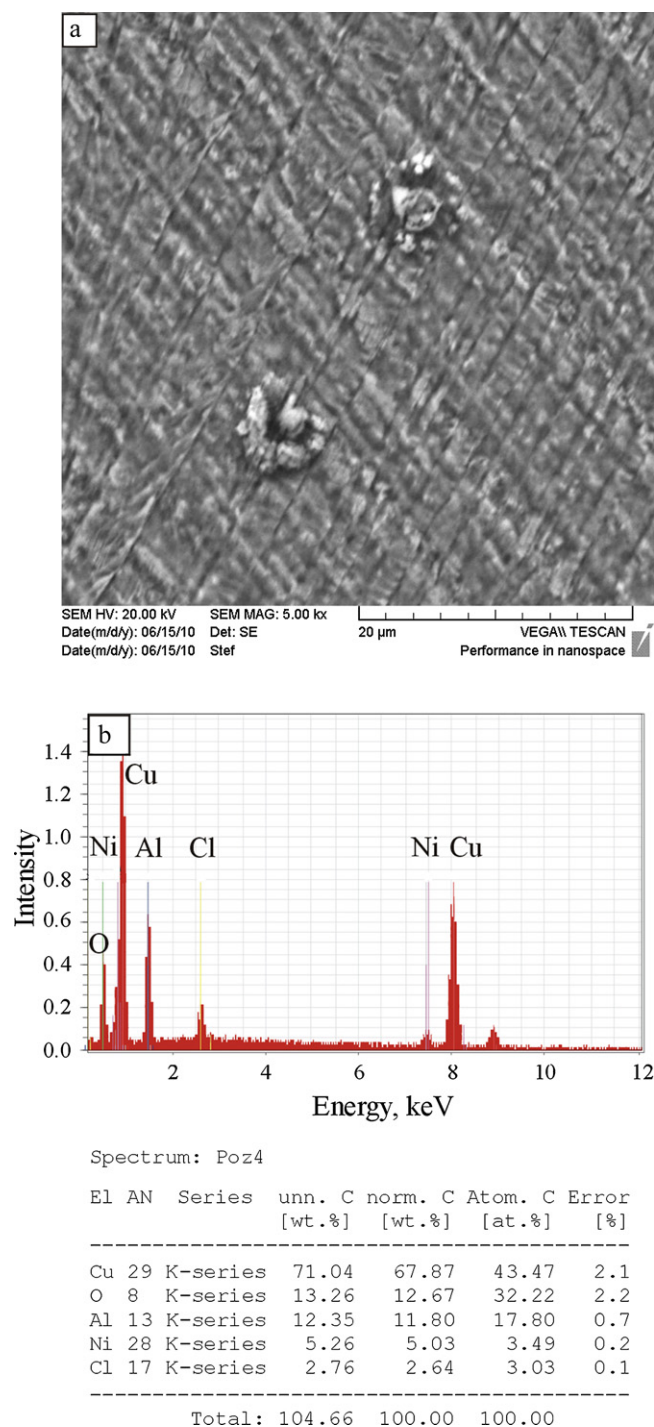 a
SEM HV: 20.00 kV SEM MAG: 5.00 kx
Date(m/d/y): 06/15/10 Det: SE 20 µm VEGA\\ TESCAN
Date(m/d/y): 06/15/10 Stef Performance in nanospace
b
1.4
1.2
1.0
0.8
0.6
0.4
0.2
0.0
Intensity
Cu
Ni Al Cl Ni Cu
O
2 4 6 8 10 12
Energy, keV
Spectrum: Poz4
El AN Series unn. C norm. C Atom. C Error
[wt.%] [wt.%] [at.%] [%]
-----------------------------------------------
Cu 29 K-series 71.04 67.87 43.47 2.1
O 8 K-series 13.26 12.67 32.22 2.2
Al 13 K-series 12.35 11.80 17.80 0.7
Ni 28 K-series 5.26 5.03 3.49 0.2
Cl 17 K-series 2.76 2.64 3.03 0.1
-----------------------------------------------
Total: 104.66 100.00 100.00